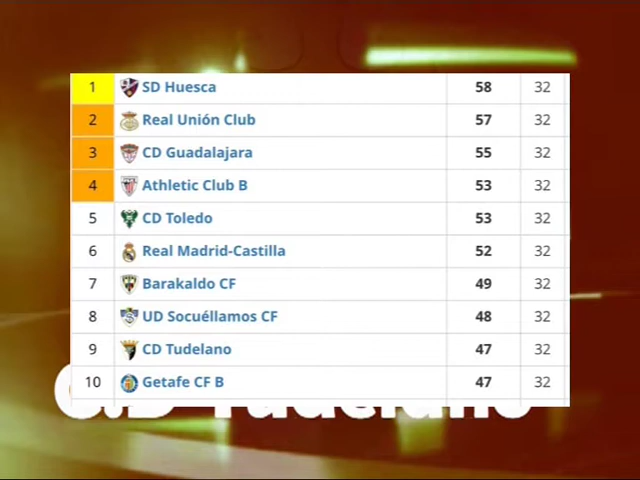 1 SD Huesca 58 32
2 Real Unión Club 57 32
3 CD Guadalajara 55 32
4 Athletic Club B 53 32
5 CD Toledo 53 32
6 Real Madrid-Castilla 52 32
7 Barakaldo CF 49 32
8 UD Socuéllamos CF 48 32
9 CD Tudelano 47 32
10 Getafe CF B 47 32
C.D Tudelano